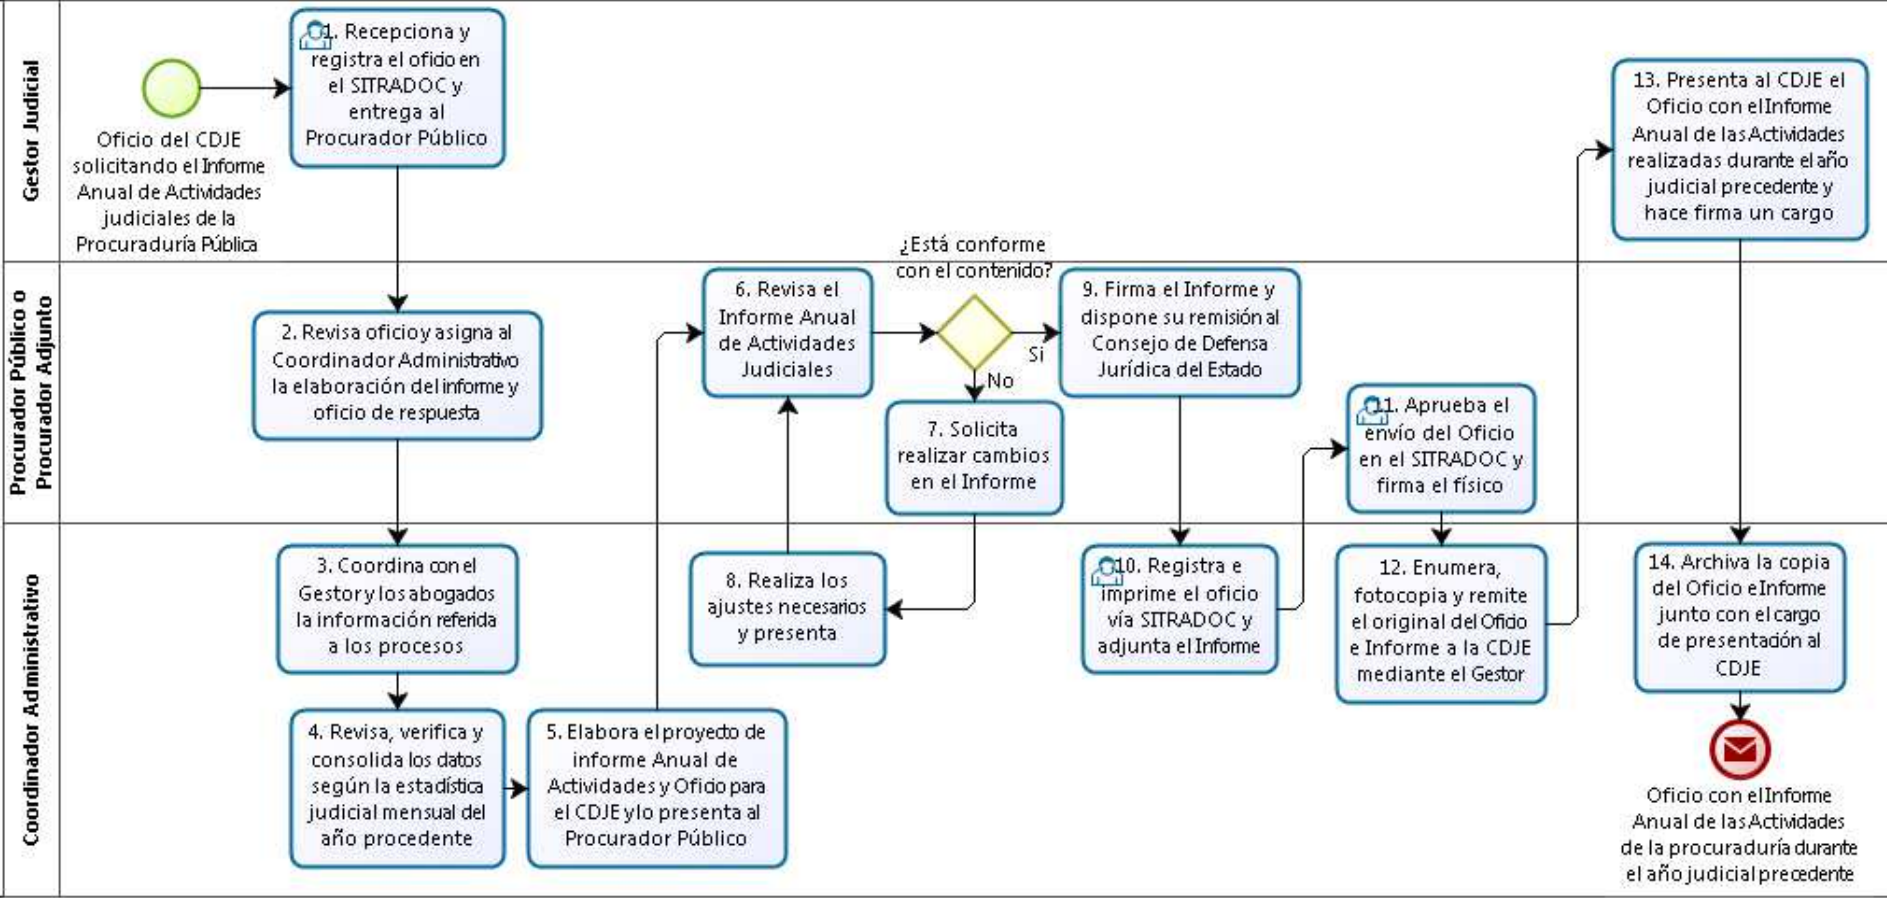 Gestor Judicial
Oficio del CDJE
solicitando el Informe
Anual de Actividades
judiciales de la
Procuraduría Pública
1. Recepciona y
registra el oficio en
el SITRADOC y
entrega al
Procurador Público
13. Presenta al CDJE el
Oficio con el Informe
Anual de las Actividades
realizadas durante el año
judicial precedente y
hace firma un cargo
Procurador Público o
Procurador Adjunto
2. Revisa oficio y asigna al
Coordinador Administrativo
la elaboración del informe y
oficio de respuesta
6. Revisa el
Informe Anual
de Actividades
Judiciales
¿Está conforme
con el contenido?
Si
No
7. Solicita
realizar cambios
en el Informe
9. Firma el Informe y
dispone su remisión al
Consejo de Defensa
Jurídica del Estado
11. Aprueba el
envío del Oficio
en el SITRADOC y
firma el físico
Coordinador Administrativo
3. Coordina con el
Gestor y los abogados
la información referida
a los procesos
4. Revisa, verifica y
consolida los datos
según la estadística
judicial mensual del
año procedente
5. Elabora el proyecto de
informe Anual de
Actividades y Oficio para
el CDJE y lo presenta al
Procurador Público
8. Realiza los
ajustes necesarios
y presenta
10. Registra e
imprime el oficio
vía SITRADOC y
adjunta el Informe
12. Enumera,
fotocopia y remite
el original del Oficio
e Informe a la CDJE
mediante el Gestor
14. Archiva la copia
del Oficio e Informe
junto con el cargo
de presentación al
CDJE
Oficio con el Informe
Anual de las Actividades
de la procuraduría durante
el año judicial precedente